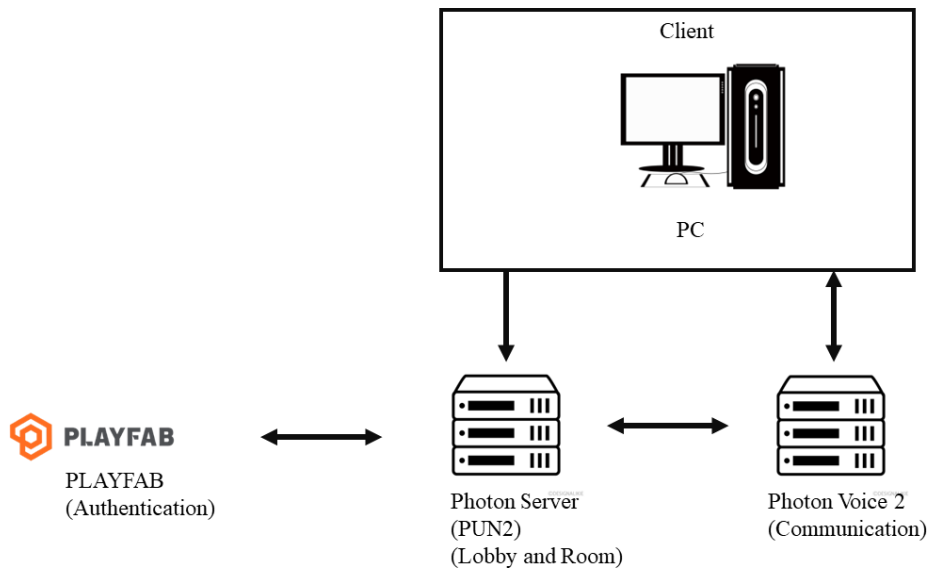 Client
PC
PLAYFAB
PLAYFAB
(Authentication)
Photon Server
(PUN2)
(Lobby and Room)
Photon Voice 2
(Communication)